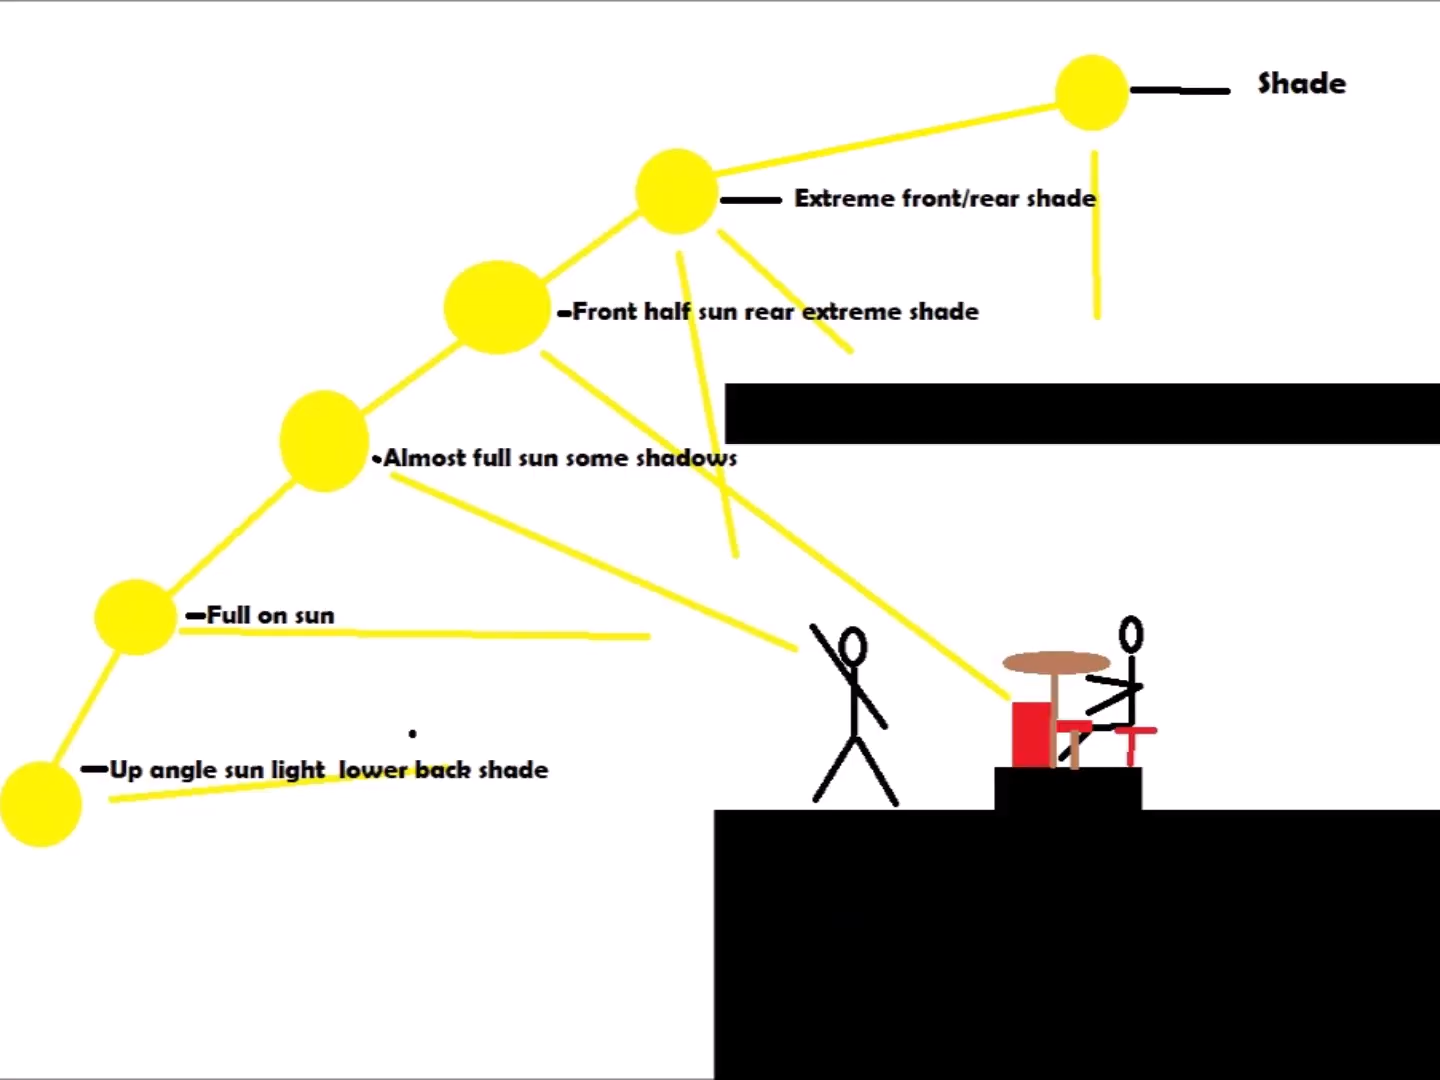 Shade
Extreme front/rear shade
Front half sun rear extreme shade
Almost full sun some shadows
Full on sun
Up angle sun light lower back shade